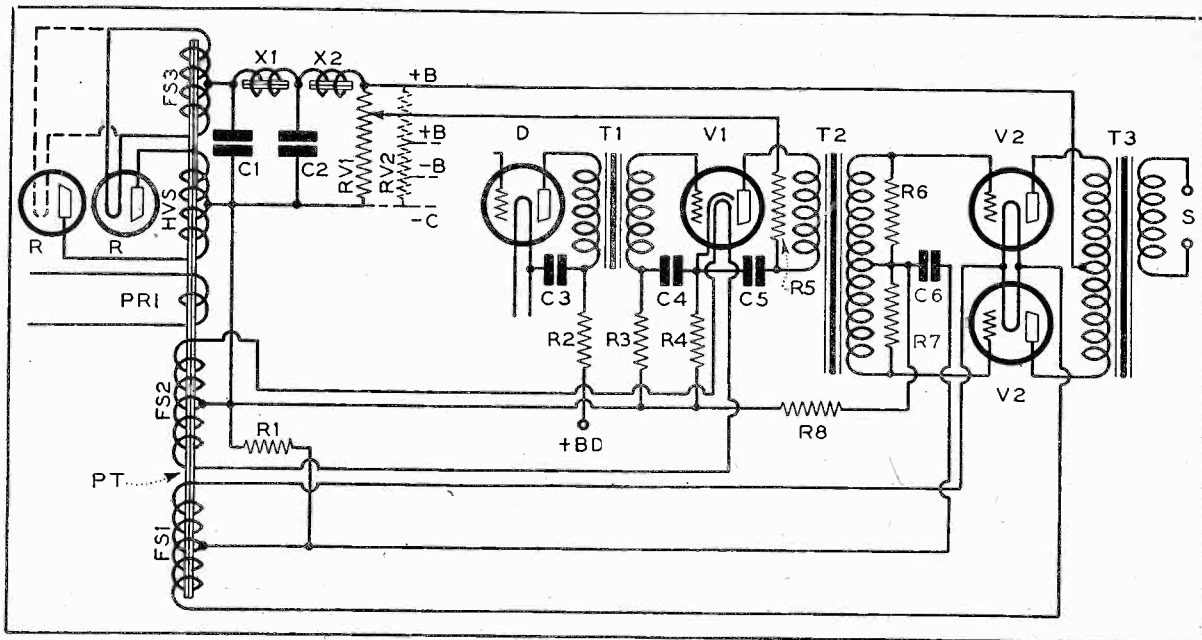 X1 X2
+B
FS3
C1
C2
RV1
RV2
+B
-B
-C
D
T1
V1
T2
V2
T3
R6
S
HVS
R
R
PRI
C3
C4
C5
R5
C6
R7
R2
R3
R4
V2
FS2
R1
+BD
R8
PT
FS1